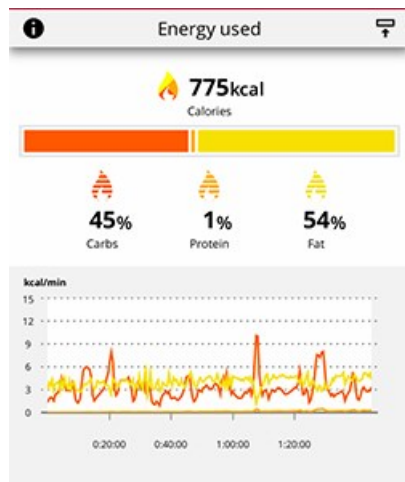 Energy used
775kcal
Calories
45% 1% 54%
Carbs Protein Fat
kcal/min
15
12
9
6
3
0
0:20:00 0:40:00 1:00:00 1:20:00